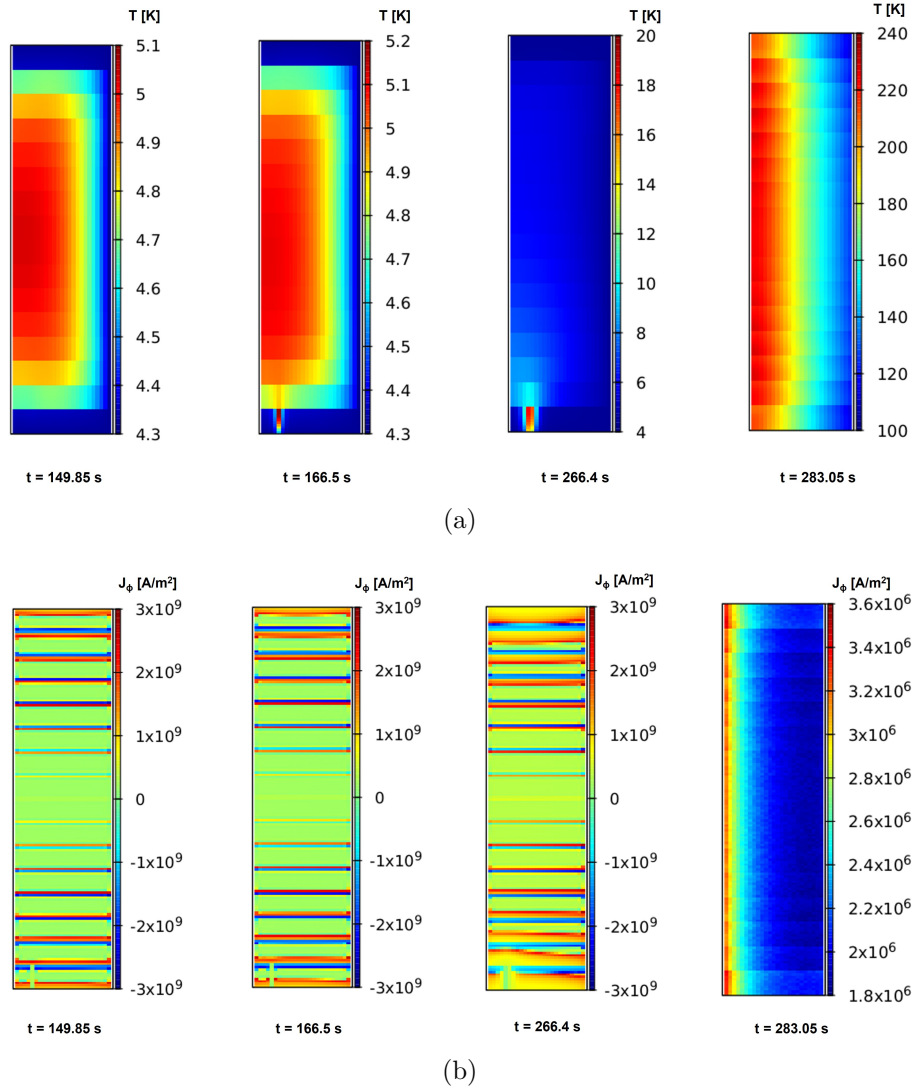 T [K] T [K] T [K] T [K]
5.1 5.2 20 240
5 5.1 18 220
4.9 5 16 200
4.8 4.9 14 180
4.7 4.8 12 160
4.6 4.7 10 140
4.5 4.6 8 120
4.4 4.5 6 100
4.3 4.4 4
4.3
t = 149.85 s t = 166.5 s t = 266.4 s t = 283.05 s
(a)
Jϕ [A/m²] Jϕ [A/m²] Jϕ [A/m²] Jϕ [A/m²]
3x10⁹ 3x10⁹ 3x10⁹ 3.6x10⁶
2x10⁹ 2x10⁹ 2x10⁹ 3.4x10⁶
1x10⁹ 1x10⁹ 1x10⁹ 3.2x10⁶
0 0 0 3x10⁶
-1x10⁹ -1x10⁹ -1x10⁹ 2.8x10⁶
-2x10⁹ -2x10⁹ -2x10⁹ 2.6x10⁶
-3x10⁹ -3x10⁹ -3x10⁹ 2.4x10⁶
2.2x10⁶
2x10⁶
1.8x10⁶
t = 149.85 s t = 166.5 s t = 266.4 s t = 283.05 s
(b)